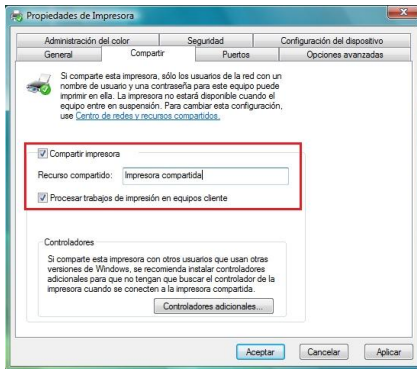 Propiedades de Impresora
Administración del color Seguridad Configuración del dispositivo
General Compartir Puertos Opciones avanzadas
Si comparte esta impresora, sólo los usuarios de la red con un
nombre de usuario y una contraseña para este equipo puede
imprimir en ella. La impresora no estará disponible cuando el
equipo entre en suspensión. Para cambiar esta configuración,
use Centro de redes y recursos compartidos.
Compartir impresora
Recurso compartido: Impresora compartida
Procesar trabajos de impresión en equipos cliente
Controladores
Si comparte esta impresora con otros usuarios que usan otras
versiones de Windows, se recomienda instalar controladores
adicionales para que no tengan que buscar el controlador de la
impresora cuando se conecten a la impresora compartida.
Controladores adicionales...
Aceptar Cancelar Aplicar